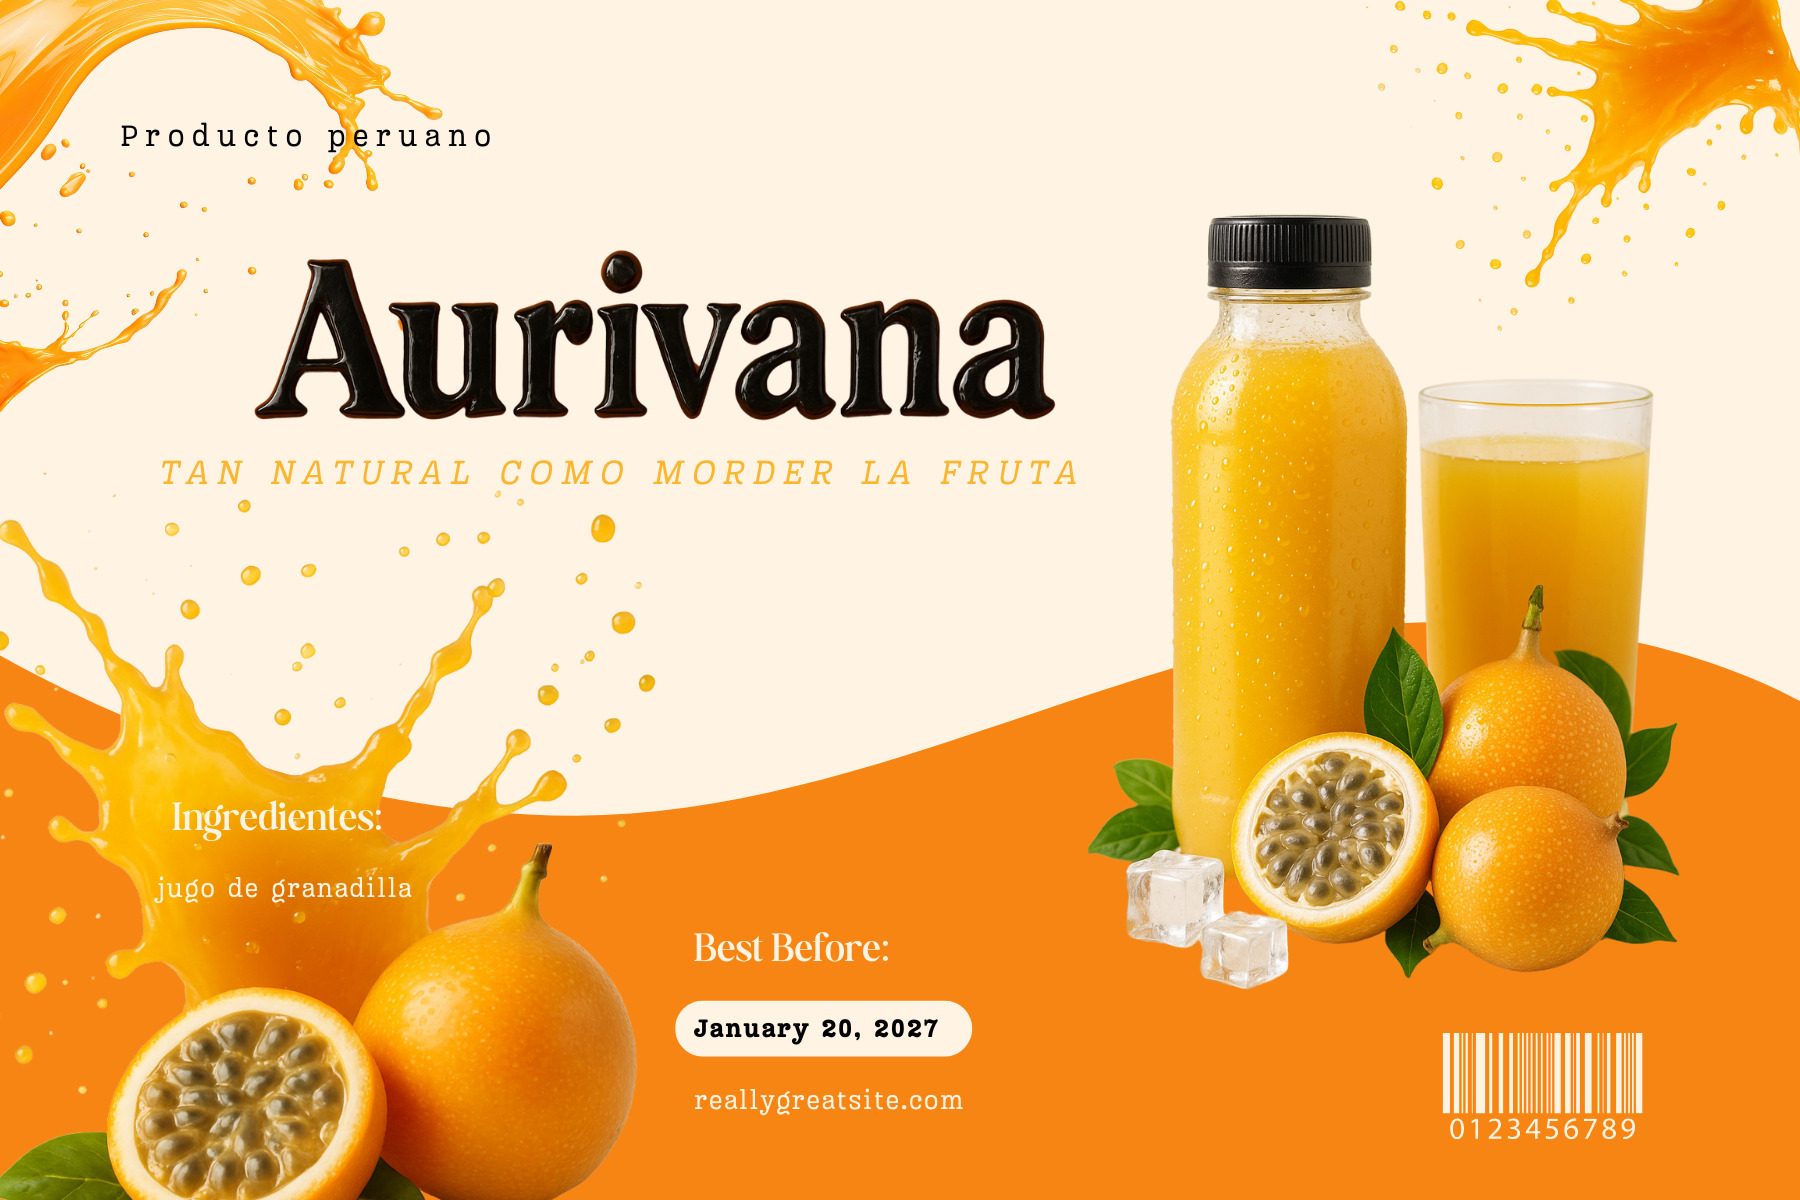 Producto peruano
Aurivana
TAN NATURAL COMO MORDER LA FRUTA
Ingredientes:
jugo de granadilla
Best Before:
January 20, 2027
reallygreatsite.com
0123456789